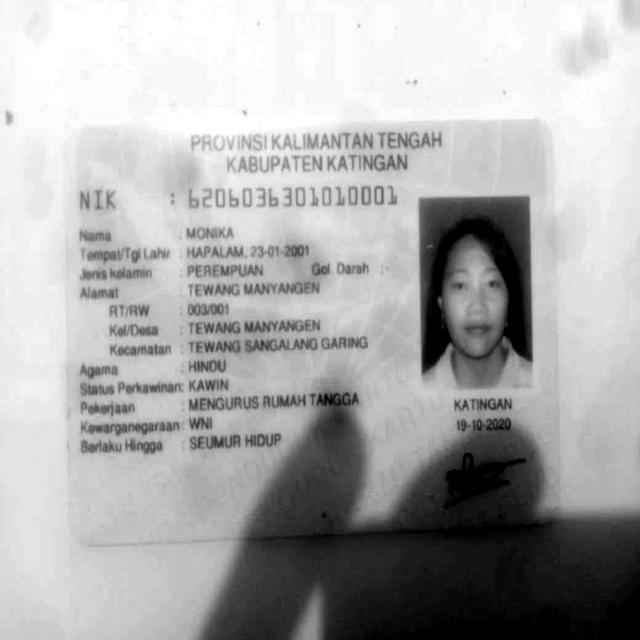 PROVINSI KALIMANTAN TENGAH
KABUPATEN KATINGAN
NIK : 6206036301010001
Nama : MONIKA
Tempat/Tgl Lahir : HAPALAM, 23-01-2001
Jenis kelamin : PEREMPUAN Gol. Darah : -
Alamat : TEWANG MANYANGEN
RT/RW : 003/001
Kel/Desa : TEWANG MANYANGEN
Kecamatan : TEWANG SANGALANG GARING
Agama : HINDU
Status Perkawinan: KAWIN
Pekerjaan : MENGURUS RUMAH TANGGA
Kewarganegaraan: WNI
Berlaku Hingga : SEUMUR HIDUP
KATINGAN
19-10-2020